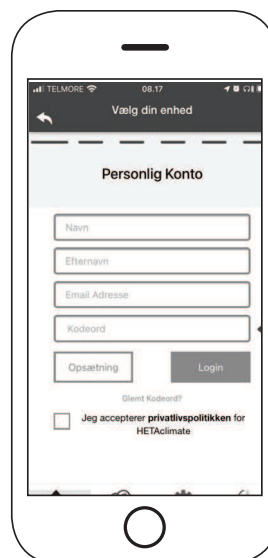 TELMORE 08.17
Vælg din enhed
Personlig Konto
Navn
Efternavn
Email Adresse
Kodeord
Opsætning Login
Glemt Kodeord?
Jeg accepterer privatlivspolitikken for
HETAclimate